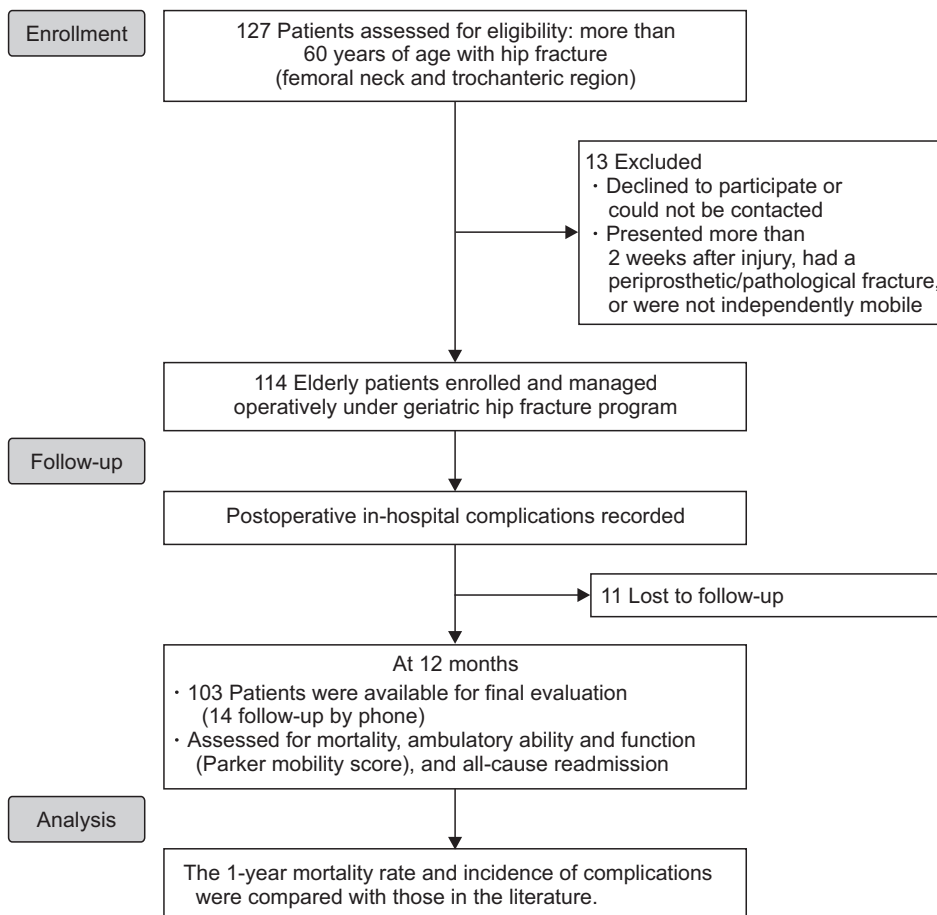 Enrollment
127 Patients assessed for eligibility: more than
60 years of age with hip fracture
(femoral neck and trochanteric region)
13 Excluded
· Declined to participate or
could not be contacted
· Presented more than
2 weeks after injury, had a
periprosthetic/pathological fracture,
or were not independently mobile
114 Elderly patients enrolled and managed
operatively under geriatric hip fracture program
Follow-up
Postoperative in-hospital complications recorded
11 Lost to follow-up
At 12 months
· 103 Patients were available for final evaluation
(14 follow-up by phone)
· Assessed for mortality, ambulatory ability and function
(Parker mobility score), and all-cause readmission
Analysis
The 1-year mortality rate and incidence of complications
were compared with those in the literature.